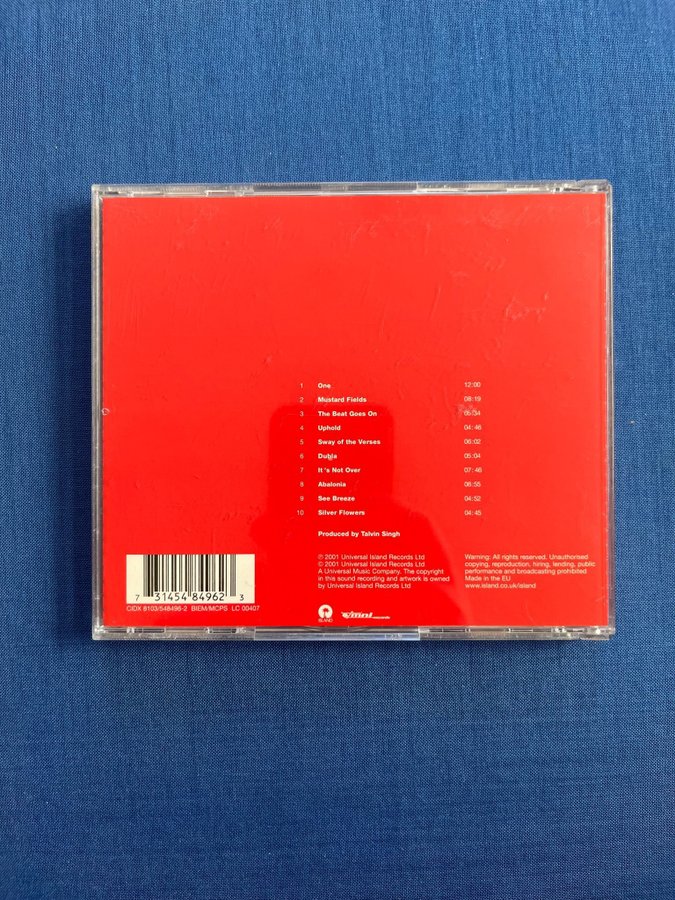 1 One 12:00
2 Mustard Fields 08:19
3 The Beat Goes On 05:34
4 Uphold 04:46
5 Sway of the Verses 06:02
6 Dubla 05:04
7 It's Not Over 07:46
8 Abalonia 08:55
9 See Breeze 04:52
10 Silver Flowers 04:45
Produced by Talvin Singh
℗ 2001 Universal Island Records Ltd
© 2001 Universal Island Records Ltd
A Universal Music Company. The copyright
in this sound recording and artwork is owned
by Universal Island Records Ltd
Warning: All rights reserved. Unauthorised
copying, reproduction, hiring, lending, public
performance and broadcasting prohibited
Made in the EU
www.island.co.uk/island
7 31454 84962 3
CIDX 8103/548496-2 BIEM/MCPS LC 00407
ISLAND
omni records